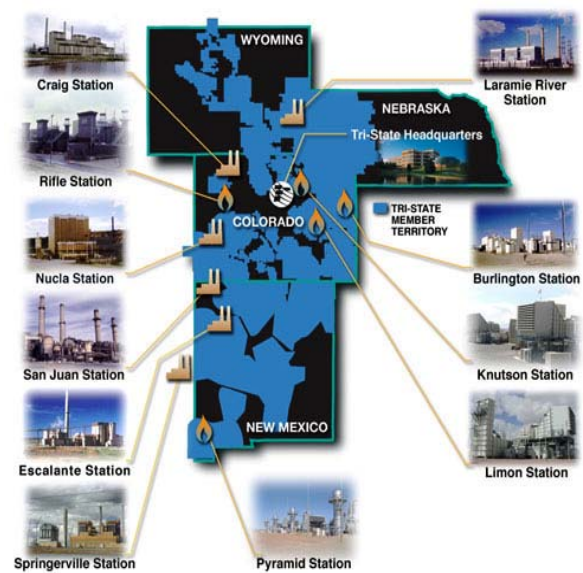 WYOMING
Craig Station
Laramie River
Station
NEBRASKA
Tri-State Headquarters
Rifle Station
COLORADO
TRI-STATE
MEMBER
TERRITORY
Nucla Station
Burlington Station
San Juan Station
Knutson Station
NEW MEXICO
Escalante Station
Limon Station
Springerville Station
Pyramid Station